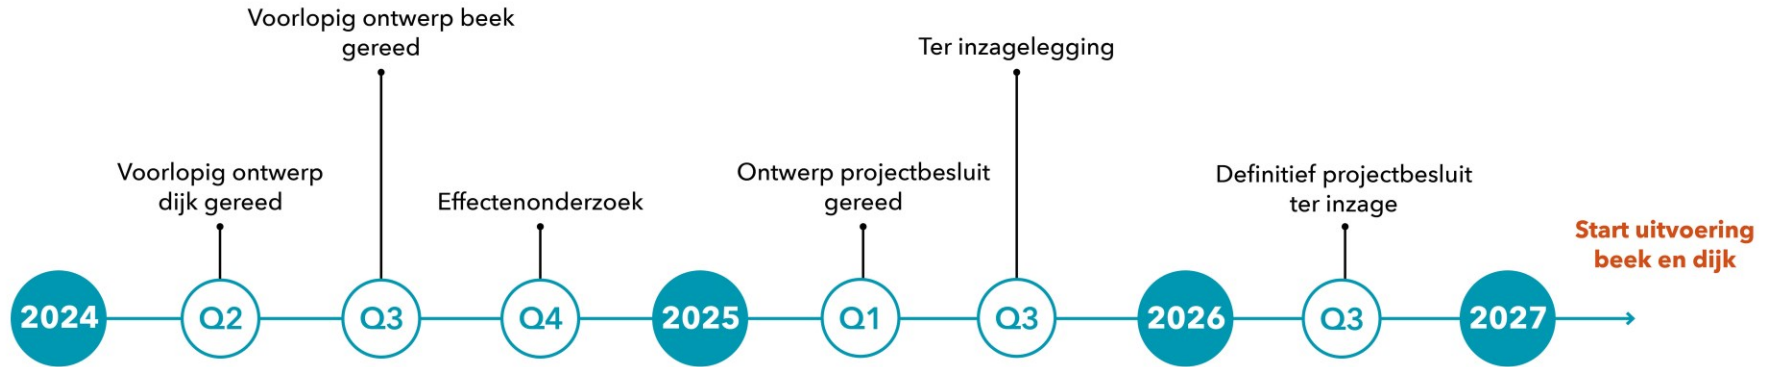 Voorlopig ontwerp beek
gereed
Ter inzagelegging
Voorlopig ontwerp
dijk gereed
Effectenonderzoek
Ontwerp projectbesluit
gereed
Definitief projectbesluit
ter inzage
Start uitvoering
beek en dijk
2024 Q2 Q3 Q4 2025 Q1 Q3 2026 Q3 2027